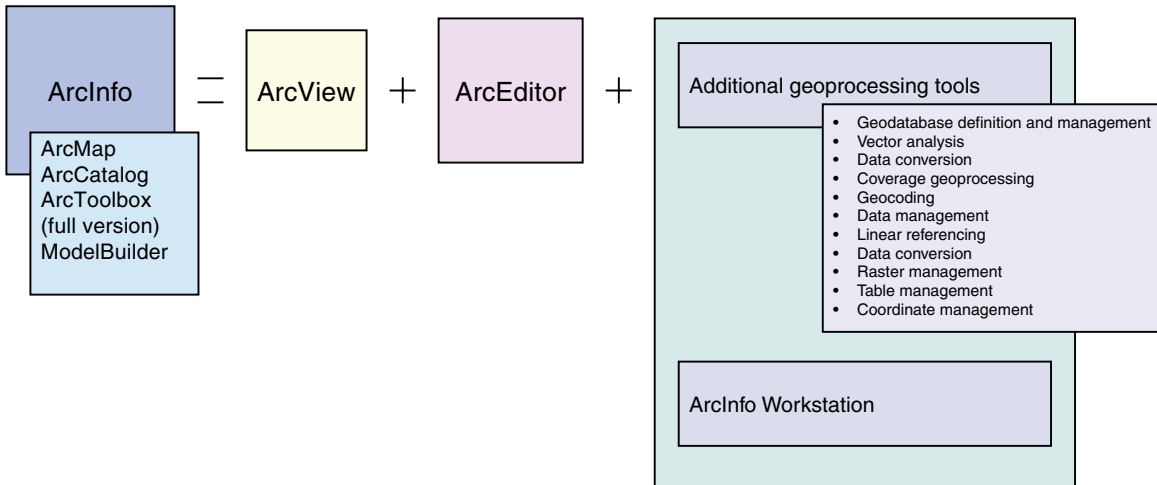 ArcInfo
ArcMap
ArcCatalog
ArcToolbox
(full version)
ModelBuilder
=
ArcView
+
ArcEditor
+
Additional geoprocessing tools
• Geodatabase definition and management
• Vector analysis
• Data conversion
• Coverage geoprocessing
• Geocoding
• Data management
• Linear referencing
• Data conversion
• Raster management
• Table management
• Coordinate management
ArcInfo Workstation